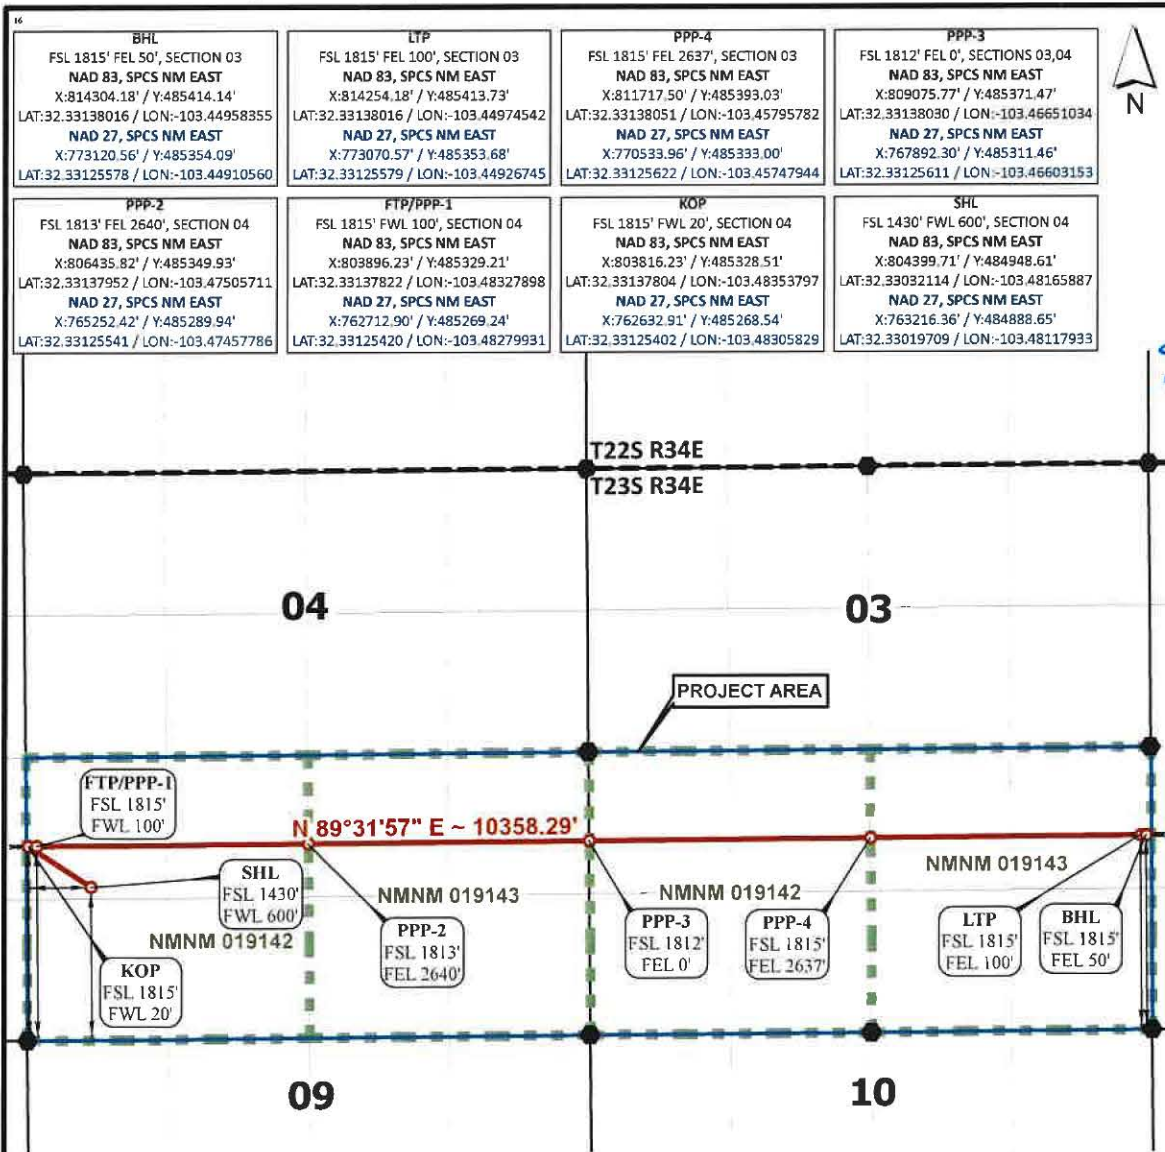 16
BHL
FSL 1815' FEL 50', SECTION 03
NAD 83, SPCS NM EAST
X:814304.18' / Y:485414.14'
LAT:32.33138016 / LON:-103.44958355
NAD 27, SPCS NM EAST
X:773120.56' / Y:485354.09'
LAT:32.33125578 / LON:-103.44910560
LTP
FSL 1815' FEL 100', SECTION 03
NAD 83, SPCS NM EAST
X:814254.18' / Y:485413.73'
LAT:32.33138016 / LON:-103.44974542
NAD 27, SPCS NM EAST
X:773070.57' / Y:485353.68'
LAT:32.33125579 / LON:-103.44926745
PPP-4
FSL 1815' FEL 2637', SECTION 03
NAD 83, SPCS NM EAST
X:811717.50' / Y:485393.03'
LAT:32.33138051 / LON:-103.45795782
NAD 27, SPCS NM EAST
X:770533.96' / Y:485333.00'
LAT:32.33125622 / LON:-103.45747944
PPP-3
FSL 1812' FEL 0', SECTIONS 03,04
NAD 83, SPCS NM EAST
X:809075.77' / Y:485371.47'
LAT:32.33138030 / LON:-103.46651034
NAD 27, SPCS NM EAST
X:767892.30' / Y:485311.46'
LAT:32.33125611 / LON:-103.46603153
N
PPP-2
FSL 1813' FEL 2640', SECTION 04
NAD 83, SPCS NM EAST
X:806435.82' / Y:485349.93'
LAT:32.33137952 / LON:-103.47505711
NAD 27, SPCS NM EAST
X:765252.42' / Y:485289.94'
LAT:32.33125541 / LON:-103.47457786
FTP/PPP-1
FSL 1815' FWL 100', SECTION 04
NAD 83, SPCS NM EAST
X:803896.23' / Y:485329.21'
LAT:32.33137822 / LON:-103.48327898
NAD 27, SPCS NM EAST
X:762712.90' / Y:485269.24'
LAT:32.33125420 / LON:-103.48279931
KOP
FSL 1815' FWL 20', SECTION 04
NAD 83, SPCS NM EAST
X:803816.23' / Y:485328.51'
LAT:32.33137804 / LON:-103.48353797
NAD 27, SPCS NM EAST
X:762632.91' / Y:485268.54'
LAT:32.33125402 / LON:-103.48305829
SHL
FSL 1430' FWL 600', SECTION 04
NAD 83, SPCS NM EAST
X:804399.71' / Y:484948.61'
LAT:32.33032114 / LON:-103.48165887
NAD 27, SPCS NM EAST
X:763216.36' / Y:484888.65'
LAT:32.33019709 / LON:-103.48117933
T22S R34E
T23S R34E
04
03
PROJECT AREA
FTP/PPP-1
FSL 1815'
FWL 100'
N 89°31'57" E ~ 10358.29'
SHL
FSL 1430'
FWL 600'
NMNM 019143
NMNM 019142
NMNM 019143
NMNM 019142
KOP
FSL 1815'
FWL 20'
PPP-2
FSL 1813'
FEL 2640'
PPP-3
FSL 1812'
FEL 0'
PPP-4
FSL 1815'
FEL 2637'
LTP
FSL 1815'
FEL 100'
BHL
FSL 1815'
FEL 50'
09
10